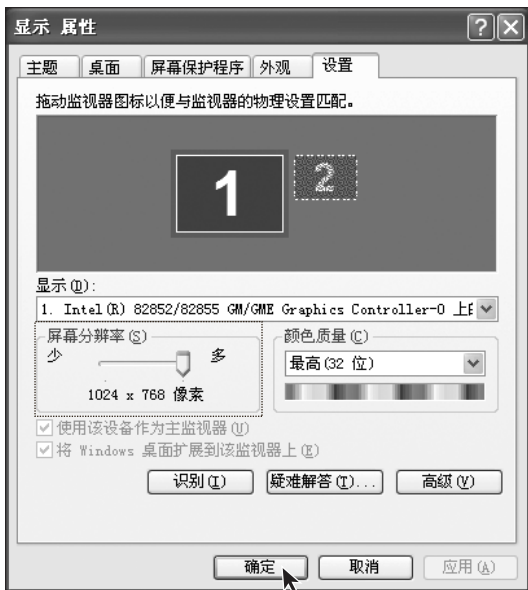 显示 属性
主题 桌面 屏幕保护程序 外观 设置
拖动监视器图标以便与监视器的物理设置匹配。
1 2
显示(D):
1. Intel(R) 82852/82855 GM/GME Graphics Controller-0 上
屏幕分辨率(S) 颜色质量(C)
少 多 最高(32 位)
1024 x 768 像素
使用该设备作为主监视器(U)
将 Windows 桌面扩展到该监视器上(E)
识别(I) 疑难解答(T)... 高级(V)
确定 取消 应用(A)